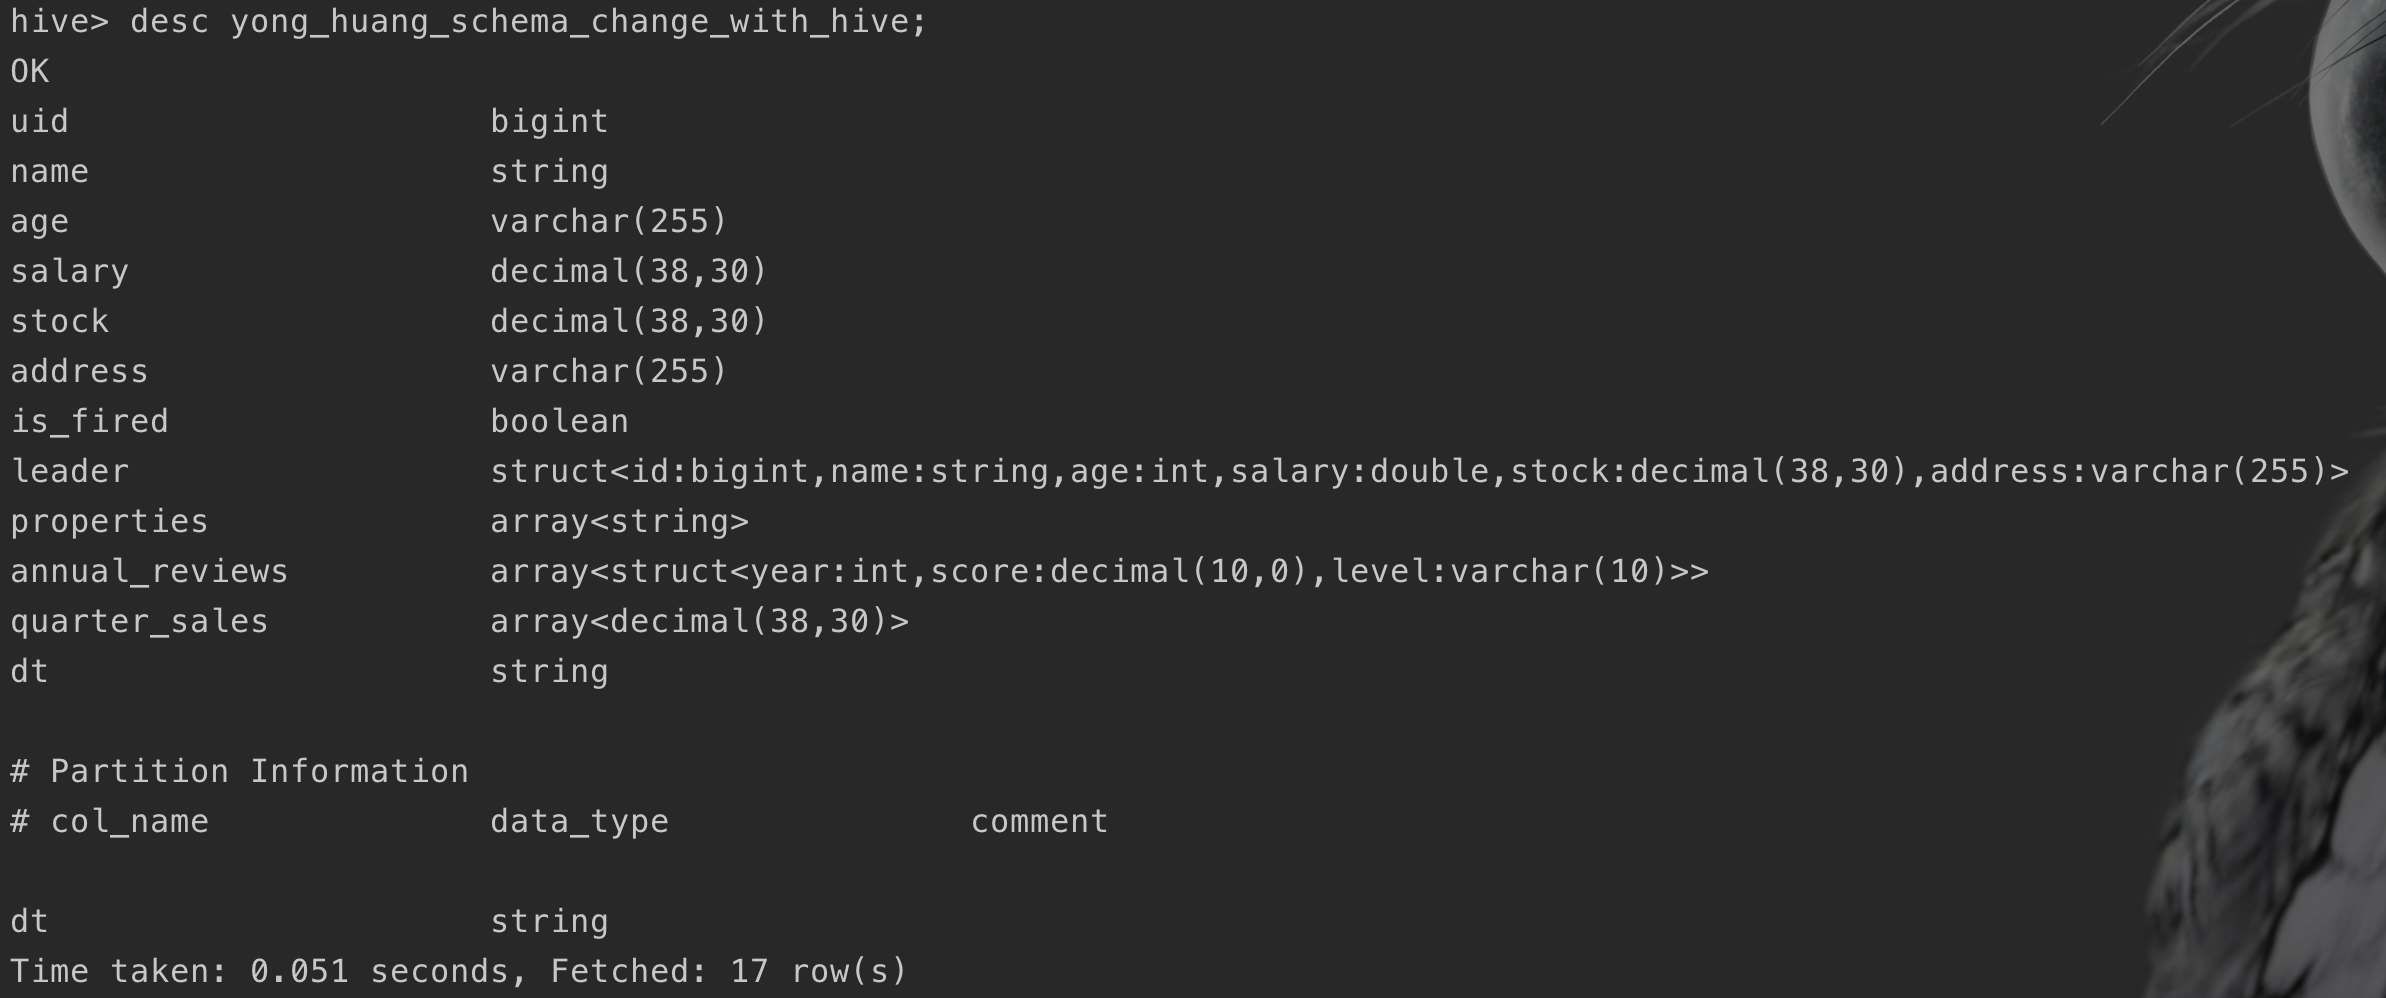 hive> desc yong_huang_schema_change_with_hive;
OK
uid                     bigint
name                    string
age                     varchar(255)
salary                  decimal(38,30)
stock                   decimal(38,30)
address                 varchar(255)
is_fired                boolean
leader                  struct<id:bigint,name:string,age:int,salary:double,stock:decimal(38,30),address:varchar(255)>
properties              array<string>
annual_reviews          array<struct<year:int,score:decimal(10,0),level:varchar(10)>>
quarter_sales           array<decimal(38,30)>
dt                      string
# Partition Information
# col_name              data_type               comment
dt                      string
Time taken: 0.051 seconds, Fetched: 17 row(s)